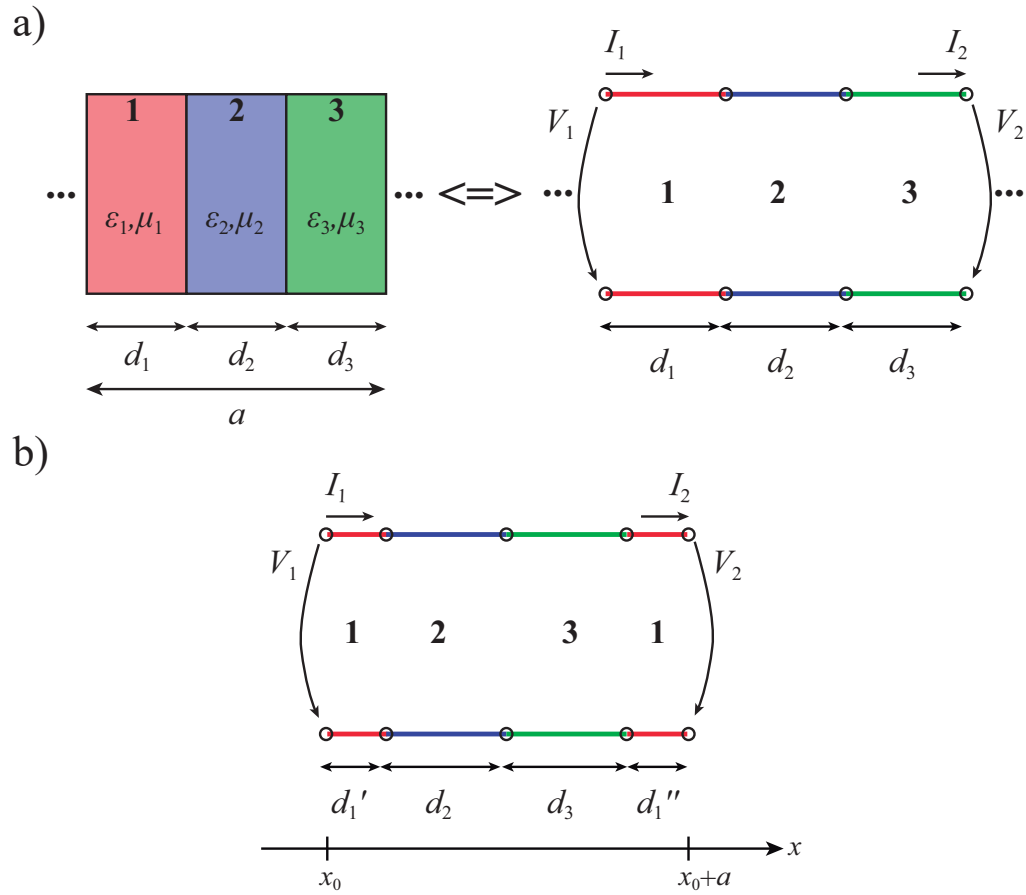 a)
1 2 3
ε₁,μ₁ ε₂,μ₂ ε₃,μ₃
d₁ d₂ d₃
a
... ... <=> ... ...
I₁ I₂
V₁ V₂
1 2 3
d₁ d₂ d₃
b)
I₁ I₂
V₁ V₂
1 2 3 1
d₁' d₂ d₃ d₁''
x
x₀ x₀+a